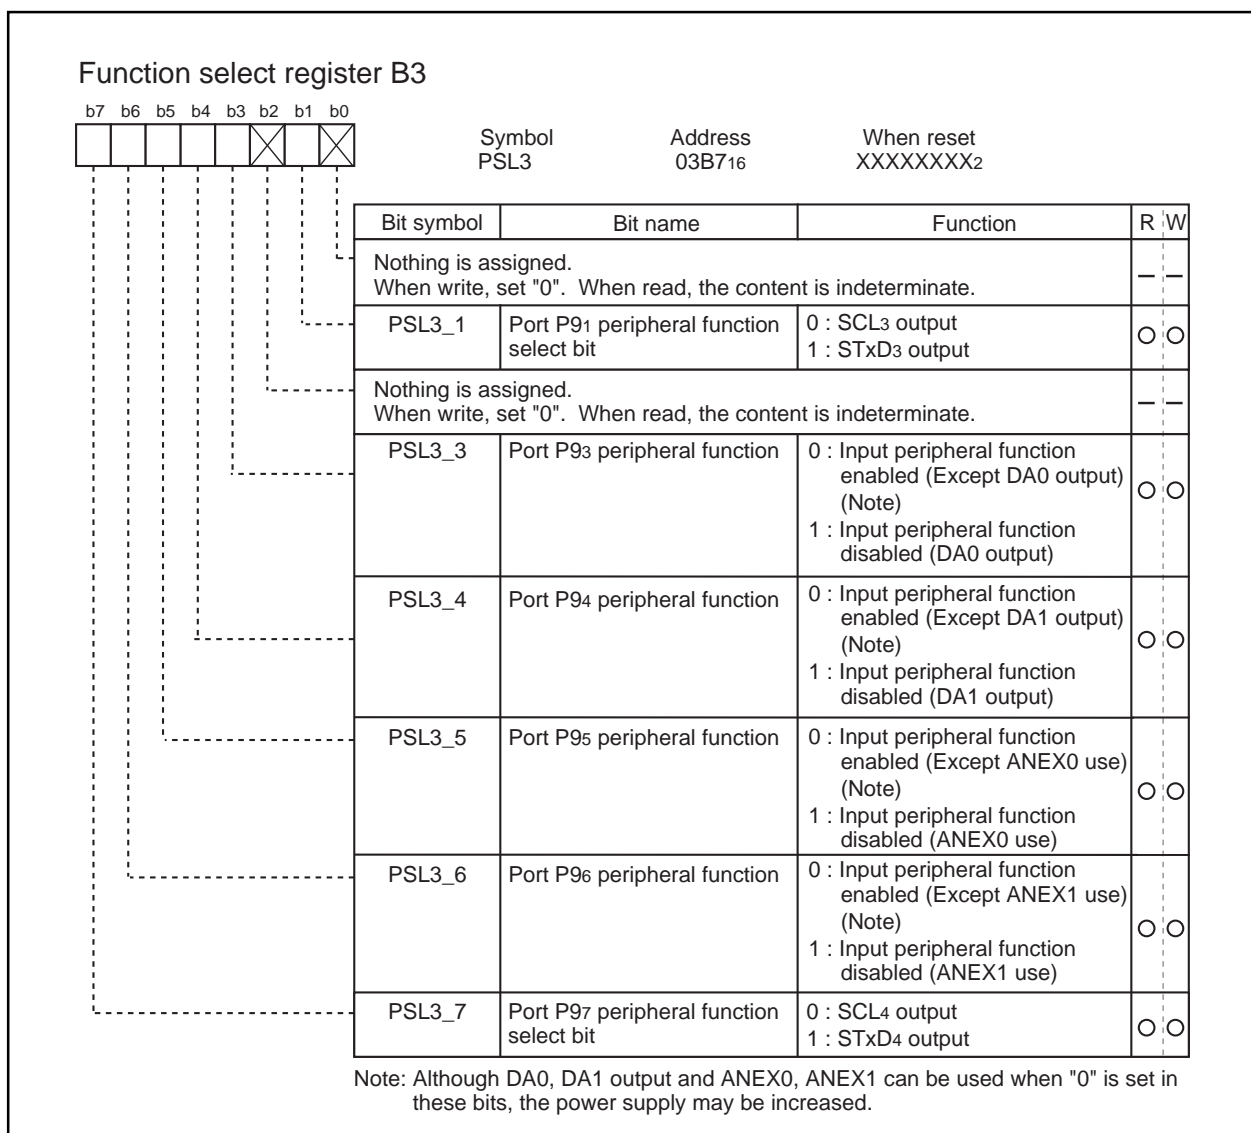 Function select register B3
b7 b6 b5 b4 b3 b2 b1 b0
Symbol Address When reset
PSL3 03B716 XXXXXXXX2
Bit symbol Bit name Function R W
Nothing is assigned.
When write, set "0". When read, the content is indeterminate.
— —
PSL3_1 Port P91 peripheral function 0 : SCL3 output
select bit 1 : STxD3 output
Nothing is assigned.
When write, set "0". When read, the content is indeterminate.
— —
PSL3_3 Port P93 peripheral function 0 : Input peripheral function
enabled (Except DA0 output)
(Note)
1 : Input peripheral function
disabled (DA0 output)
PSL3_4 Port P94 peripheral function 0 : Input peripheral function
enabled (Except DA1 output)
(Note)
1 : Input peripheral function
disabled (DA1 output)
PSL3_5 Port P95 peripheral function 0 : Input peripheral function
enabled (Except ANEX0 use)
(Note)
1 : Input peripheral function
disabled (ANEX0 use)
PSL3_6 Port P96 peripheral function 0 : Input peripheral function
enabled (Except ANEX1 use)
(Note)
1 : Input peripheral function
disabled (ANEX1 use)
PSL3_7 Port P97 peripheral function 0 : SCL4 output
select bit 1 : STxD4 output
Note: Although DA0, DA1 output and ANEX0, ANEX1 can be used when "0" is set in
these bits, the power supply may be increased.